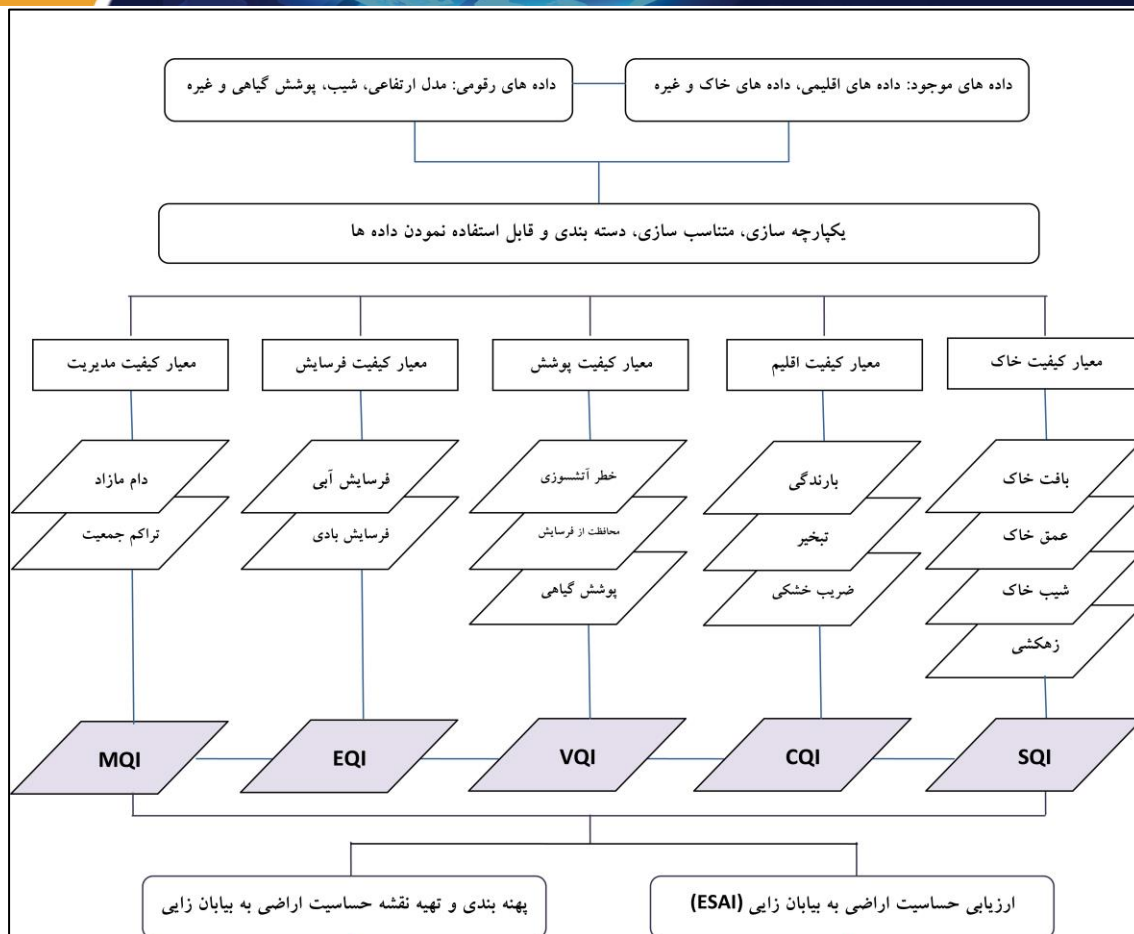 داده های موجود: داده های اقلیمی، داده های خاک و غیره
داده های رقومی: مدل ارتفاعی، شیب، پوشش گیاهی و غیره
یکپارچه سازی، متناسب سازی، دسته بندی و قابل استفاده نمودن داده ها
معیار کیفیت خاک
معیار کیفیت اقلیم
معیار کیفیت پوشش
معیار کیفیت فرسایش
معیار کیفیت مدیریت
بافت خاک
عمق خاک
شیب خاک
زهکشی
بارندگی
تبخیر
ضریب خشکی
خطر آتشسوزی
محافظت از فرسایش
پوشش گیاهی
فرسایش آبی
فرسایش بادی
دام مازاد
تراکم جمعیت
SQI
CQI
VQI
EQI
MQI
ارزیابی حساسیت اراضی به بیابان زایی (ESAI)
پهنه بندی و تهیه نقشه حساسیت اراضی به بیابان زایی